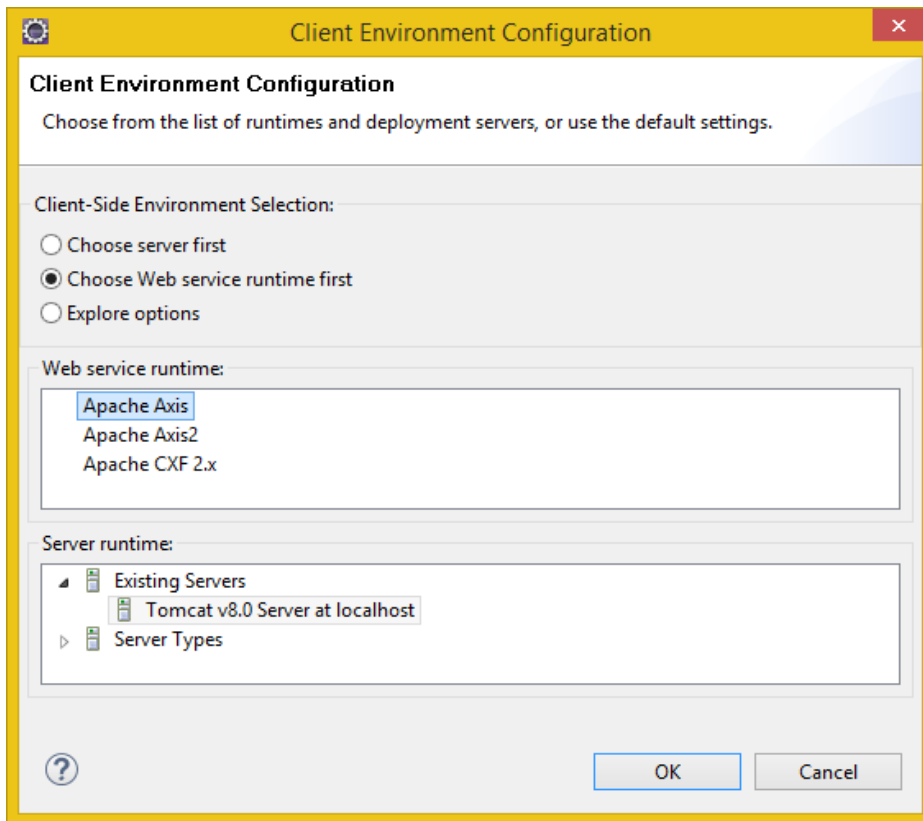 Client Environment Configuration
Client Environment Configuration
Choose from the list of runtimes and deployment servers, or use the default settings.
Client-Side Environment Selection:
Choose server first
Choose Web service runtime first
Explore options
Web service runtime:
Apache Axis
Apache Axis2
Apache CXF 2.x
Server runtime:
Existing Servers
Tomcat v8.0 Server at localhost
Server Types
OK
Cancel